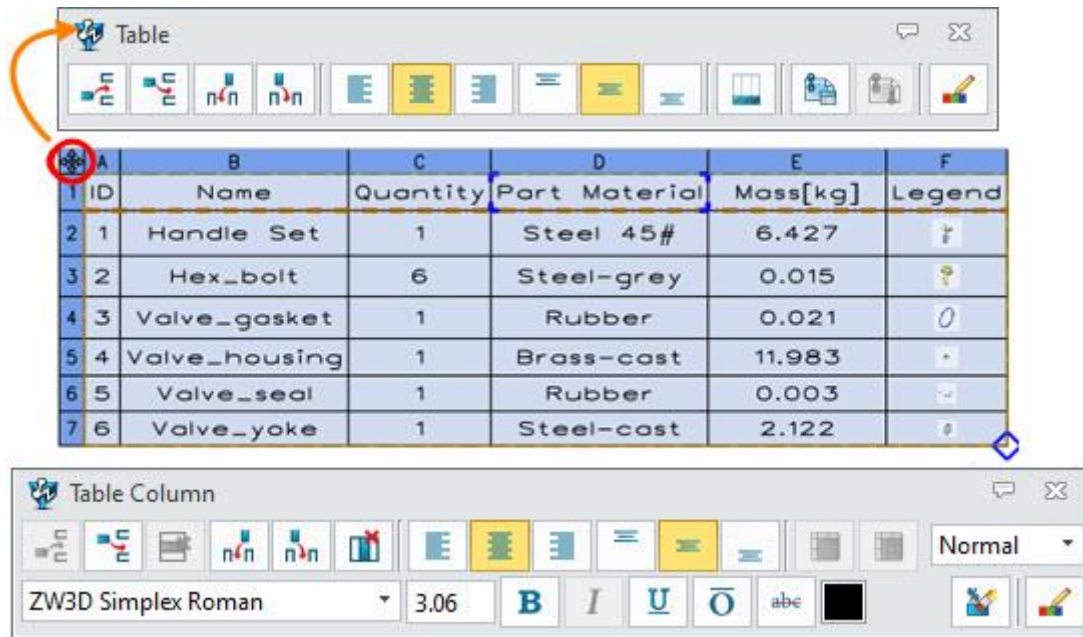 Table
A B C D E F
1 ID Name Quantity Part Material Mass[kg] Legend
2 1 Handle Set 1 Steel 45# 6.427
3 2 Hex_bolt 6 Steel-grey 0.015
4 3 Valve_gasket 1 Rubber 0.021
5 4 Valve_housing 1 Brass-cast 11.983
6 5 Valve_seal 1 Rubber 0.003
7 6 Valve_yoke 1 Steel-cast 2.122
Table Column
Normal
ZW3D Simplex Roman 3.06 B I U O abc